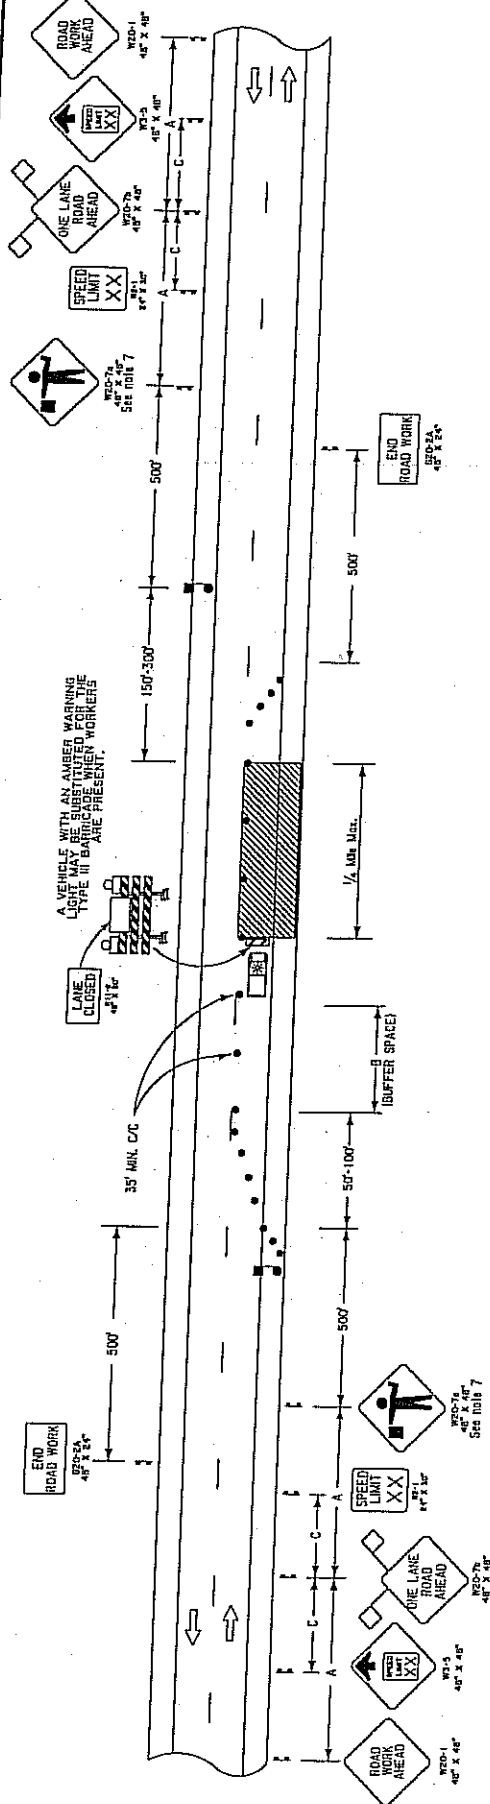 ROAD
WORK
AHEAD
W20-1
48" X 48"
SPEED
LIMIT
XX
W3-5
48" X 48"
A
C
ONE LANE
ROAD
AHEAD
W20-7b
48" X 48"
C
A
SPEED
LIMIT
XX
R2-1
24" X 30"
W20-7a
48" X 48"
See note 7
500'
END
ROAD WORK
G20-2A
48" X 24"
500'
150'-300'
A VEHICLE WITH AN AMBER WARNING
LIGHT MAY BE SUBSTITUTED FOR THE
TYPE III BARRICADE WHEN WORKERS
ARE PRESENT.
1/4 Mile Max.
LANE
CLOSED
48" X 30"
35' MIN. C/C
B
(BUFFER SPACE)
50'-100'
500'
500'
END
ROAD WORK
G20-2A
48" X 24"
W20-7a
48" X 48"
See note 7
SPEED
LIMIT
XX
R2-1
24" X 30"
A
C
ONE LANE
ROAD
AHEAD
W20-7b
48" X 48"
C
A
SPEED
LIMIT
XX
W3-5
48" X 48"
ROAD
WORK
AHEAD
W20-1
48" X 48"